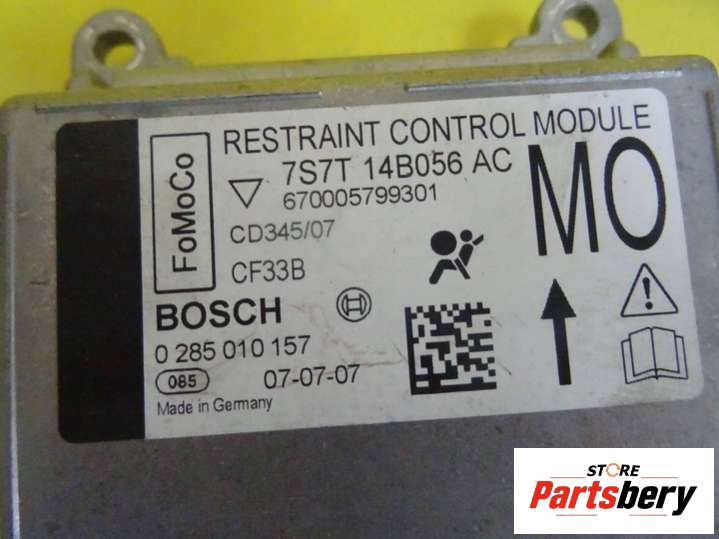 FoMoCo
RESTRAINT CONTROL MODULE
7S7T 14B056 AC
670005799301
CD345/07
CF33B
MO
BOSCH
0 285 010 157
085
07-07-07
Made in Germany
STORE
Partsbery